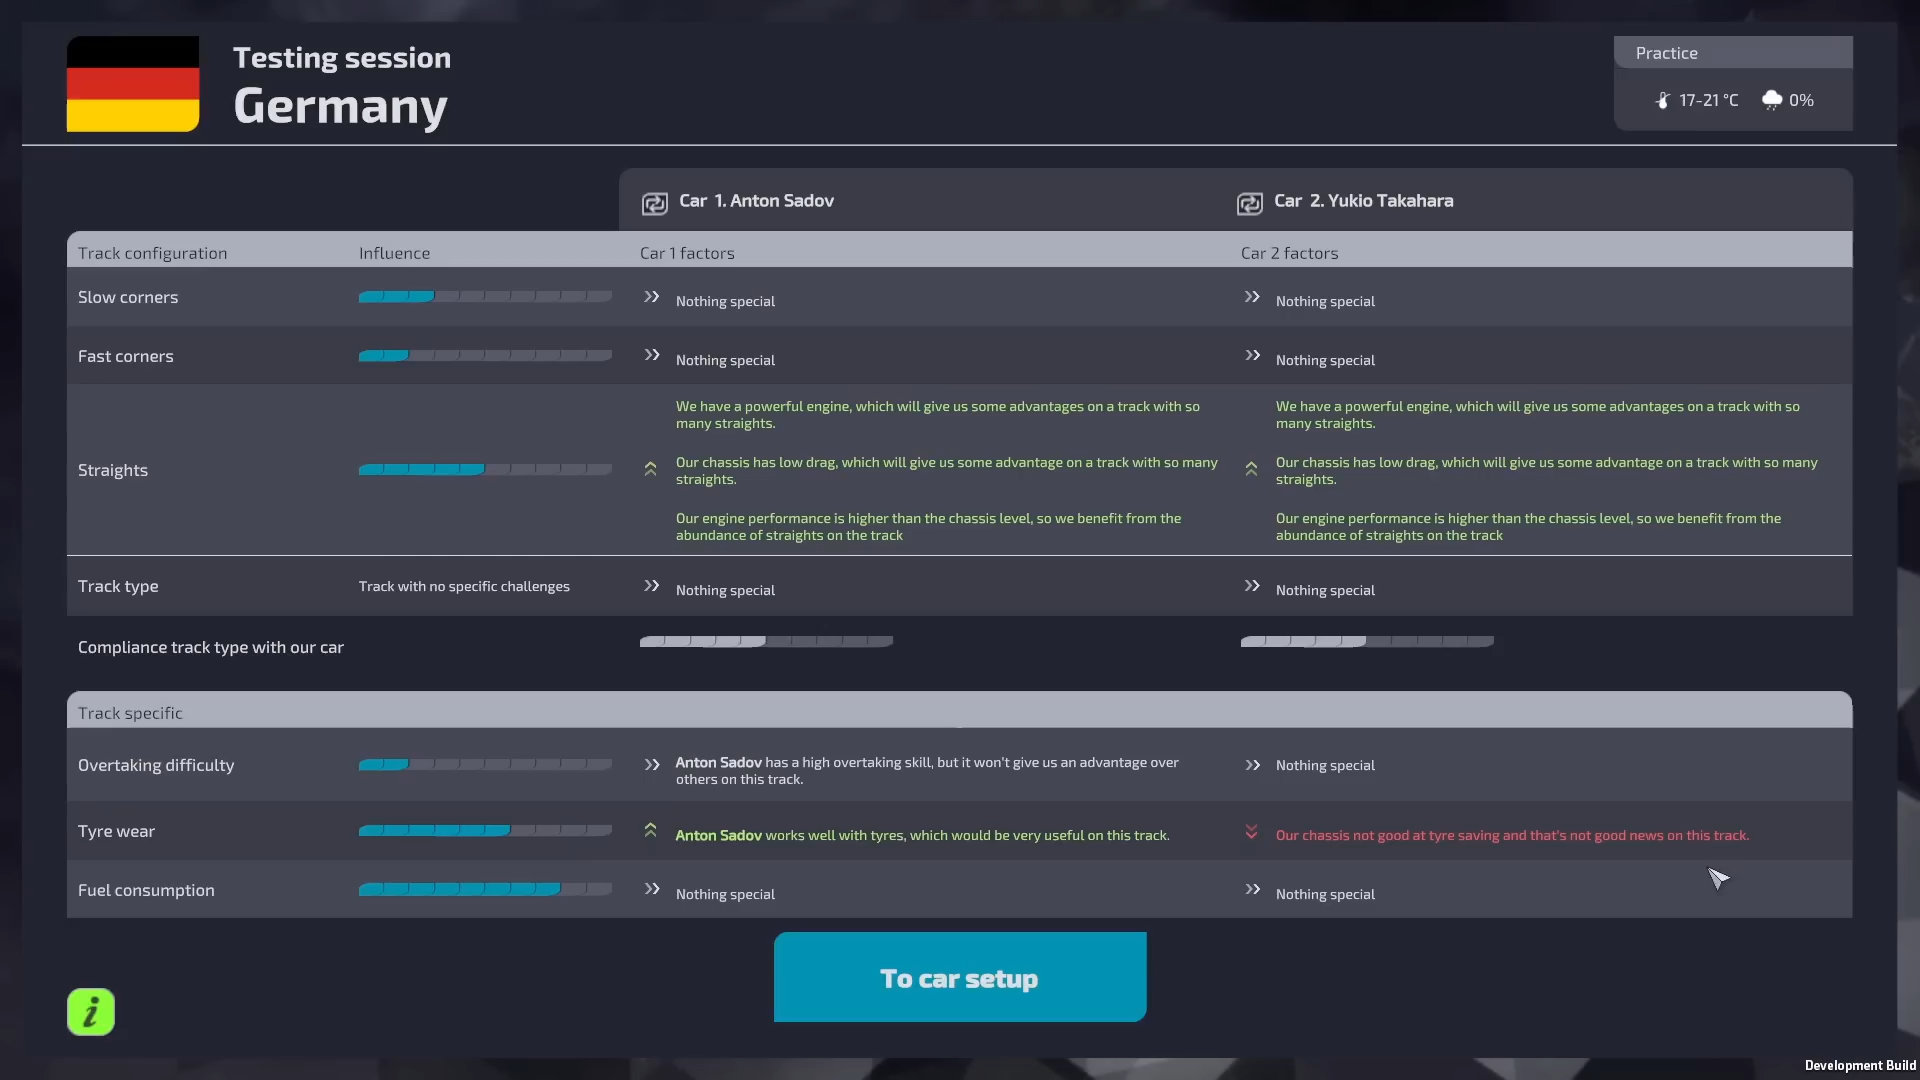 Testing session
Germany
Practice
17-21 °C 0%
Car 1. Anton Sadov
Car 2. Yukio Takahara
Track configuration
Influence
Car 1 factors
Car 2 factors
Slow corners
Nothing special
Nothing special
Fast corners
Nothing special
Nothing special
Straights
We have a powerful engine, which will give us some advantages on a track with so
many straights.
Our chassis has low drag, which will give us some advantage on a track with so many
straights.
Our engine performance is higher than the chassis level, so we benefit from the
abundance of straights on the track
We have a powerful engine, which will give us some advantages on a track with so
many straights.
Our chassis has low drag, which will give us some advantage on a track with so many
straights.
Our engine performance is higher than the chassis level, so we benefit from the
abundance of straights on the track
Track type
Track with no specific challenges
Nothing special
Nothing special
Compliance track type with our car
Track specific
Overtaking difficulty
Anton Sadov has a high overtaking skill, but it won't give us an advantage over
others on this track.
Nothing special
Tyre wear
Anton Sadov works well with tyres, which would be very useful on this track.
Our chassis not good at tyre saving and that's not good news on this track.
Fuel consumption
Nothing special
Nothing special
To car setup
i
Development Build